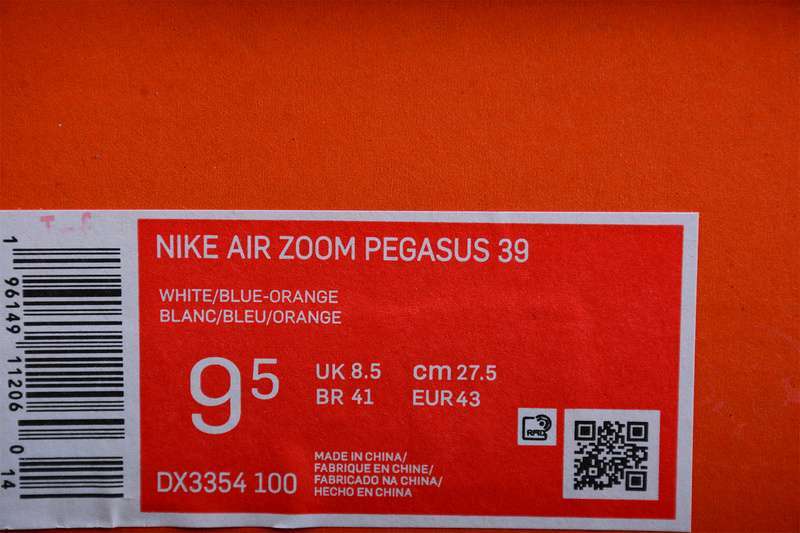 NIKE AIR ZOOM PEGASUS 39
WHITE/BLUE-ORANGE
BLANC/BLEU/ORANGE
9.5
UK 8.5 cm 27.5
BR 41 EUR 43
RFID
DX3354 100
MADE IN CHINA/
FABRIQUE EN CHINE/
FABRICADO NA CHINA/
HECHO EN CHINA
1 96149 11206 0 14